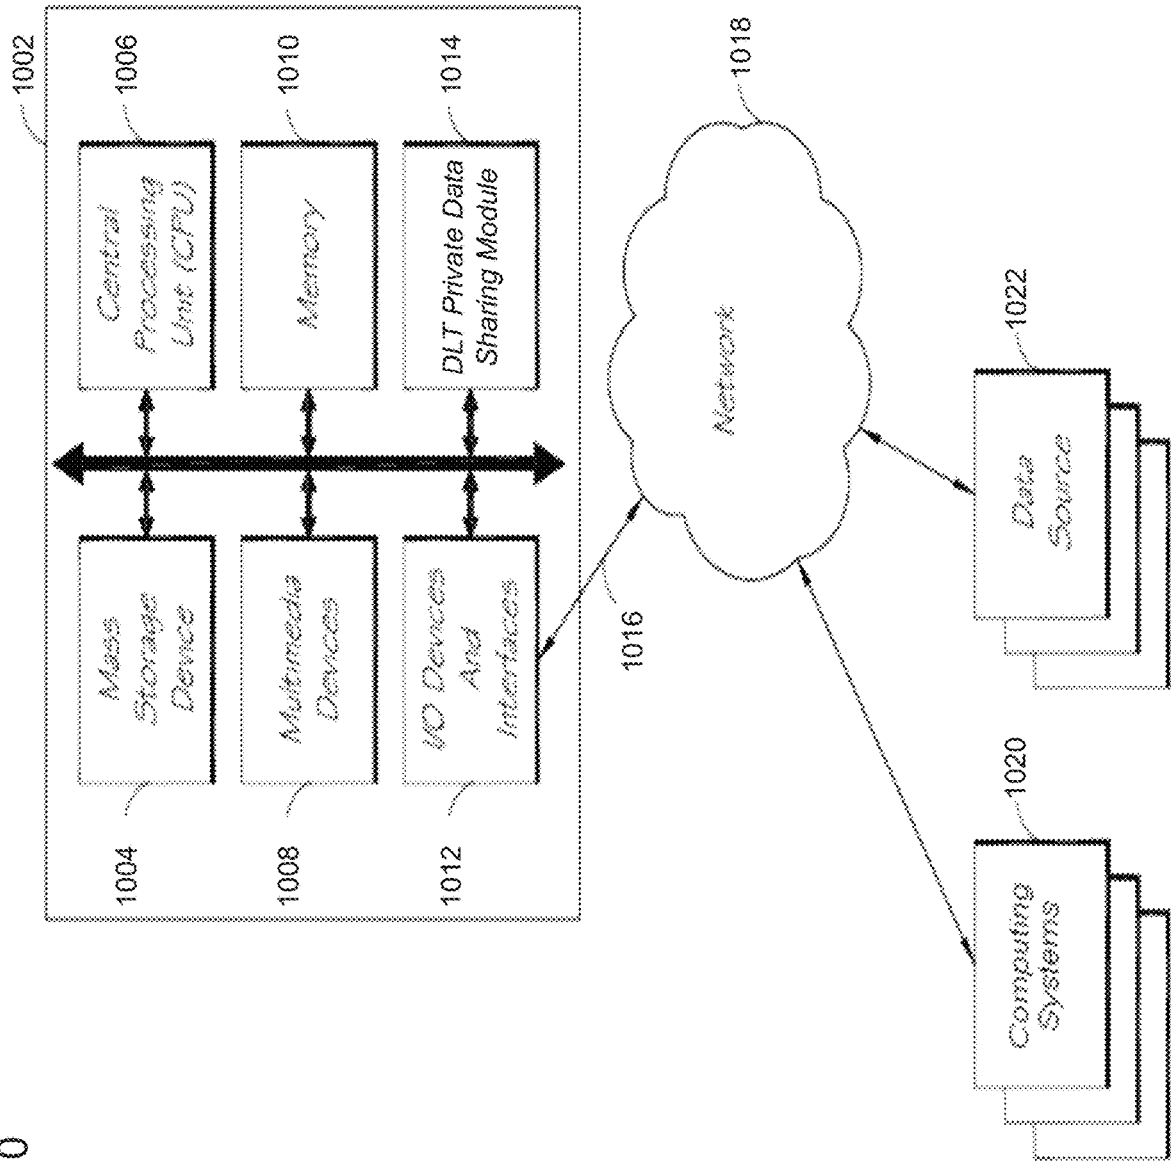 0
1002
1004
Mass
Storage
Device
Central
Processing
Unit (CPU)
1006
1008
Multimedia
Devices
Memory
1010
1012
I/O Devices
And
Interfaces
DLT Private Data
Sharing Module
1014
1016
Network
1018
Computing
Systems
1020
Data
Source
1022